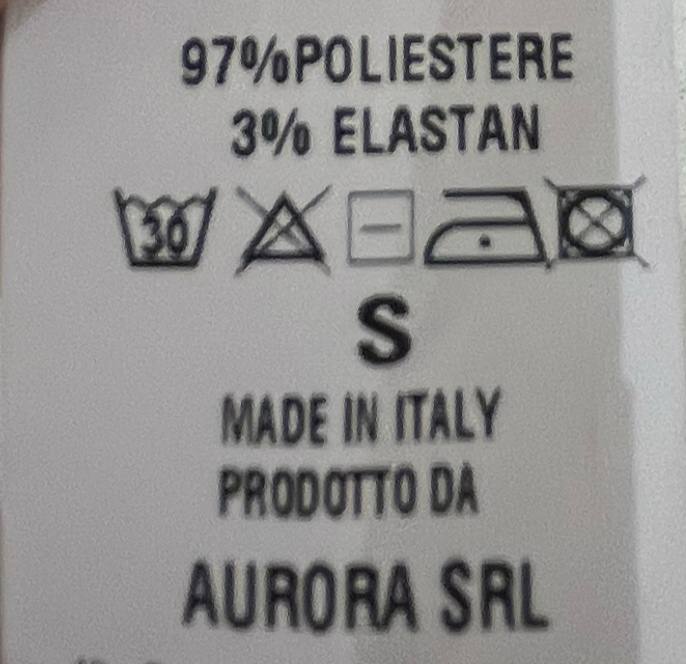 97%POLIESTERE
3% ELASTAN
30
S
MADE IN ITALY
PRODOTTO DA
AURORA SRL